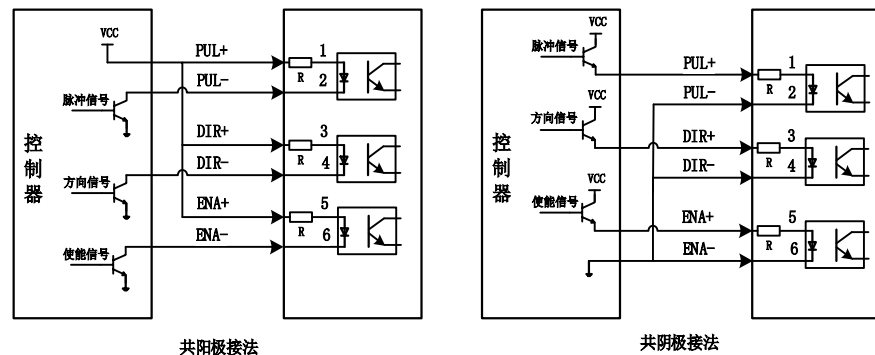 VCC
PUL+
1
R
PUL-
2
脉冲信号
DIR+
3
R
控制器
DIR-
4
方向信号
ENA+
5
R
ENA-
6
使能信号
共阳极接法
VCC
脉冲信号
PUL+
1
R
PUL-
2
VCC
方向信号
DIR+
3
R
控制器
DIR-
4
VCC
使能信号
ENA+
5
R
ENA-
6
共阴极接法